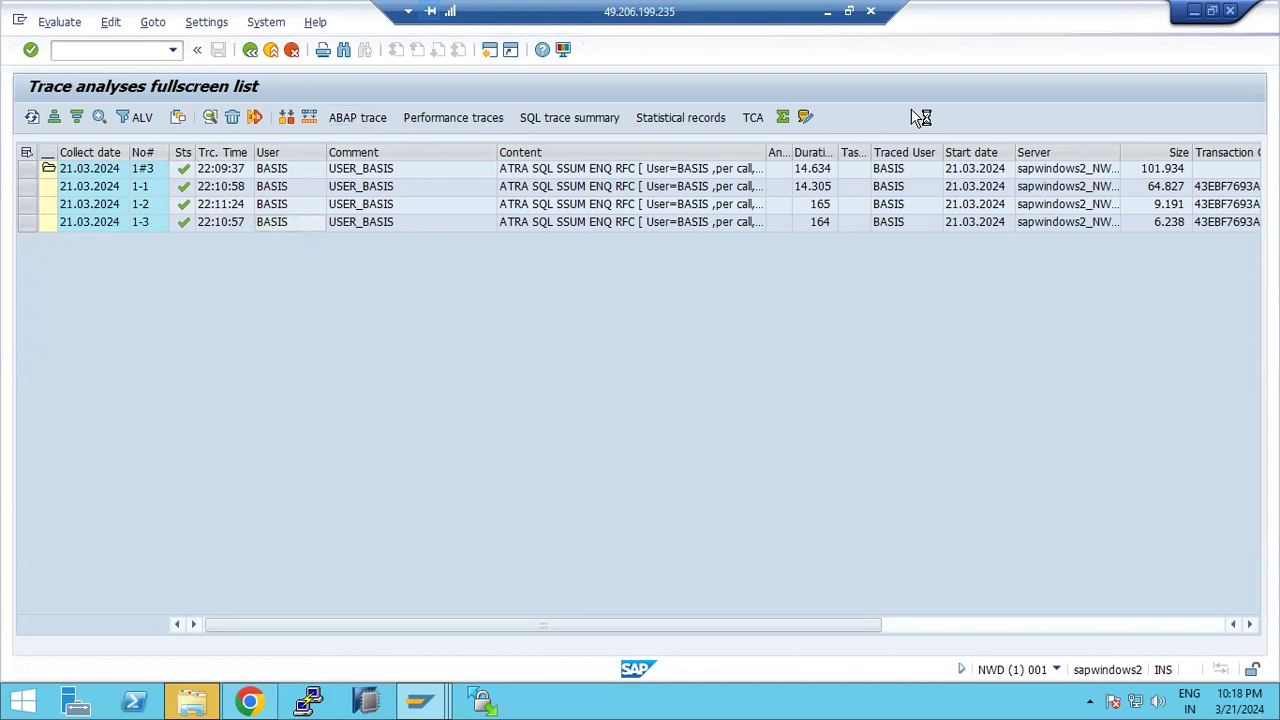 49.206.199.235
Evaluate Edit Goto Settings System Help
Trace analyses fullscreen list
ALV ABAP trace Performance traces SQL trace summary Statistical records TCA
Collect date No# Sts Trc. Time User Comment Content An... Durati... Tas... Traced User Start date Server Size Transaction
21.03.2024 1#3 22:09:37 BASIS USER_BASIS ATRA SQL SSUM ENQ RFC [ User=BASIS ,per call,... 14.634 BASIS 21.03.2024 sapwindows2_NW... 101.934
21.03.2024 1-1 22:10:58 BASIS USER_BASIS ATRA SQL SSUM ENQ RFC [ User=BASIS ,per call,... 14.305 BASIS 21.03.2024 sapwindows2_NW... 64.827 43EBF7693A
21.03.2024 1-2 22:11:24 BASIS USER_BASIS ATRA SQL SSUM ENQ RFC [ User=BASIS ,per call,... 165 BASIS 21.03.2024 sapwindows2_NW... 9.191 43EBF7693A
21.03.2024 1-3 22:10:57 BASIS USER_BASIS ATRA SQL SSUM ENQ RFC [ User=BASIS ,per call,... 164 BASIS 21.03.2024 sapwindows2_NW... 6.238 43EBF7693A
SAP NWD (1) 001 sapwindows2 INS
ENG 10:18 PM
IN 3/21/2024